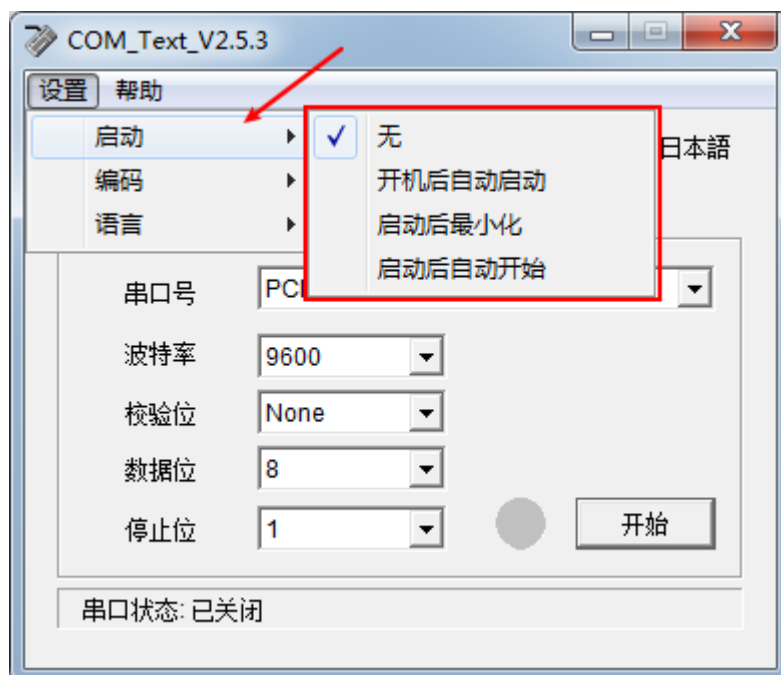 COM_Text_V2.5.3
设置 帮助
启动 无 日本語
编码 开机后自动启动
语言 启动后最小化
启动后自动开始
串口号 PCI
波特率 9600
校验位 None
数据位 8
停止位 1 开始
串口状态: 已关闭